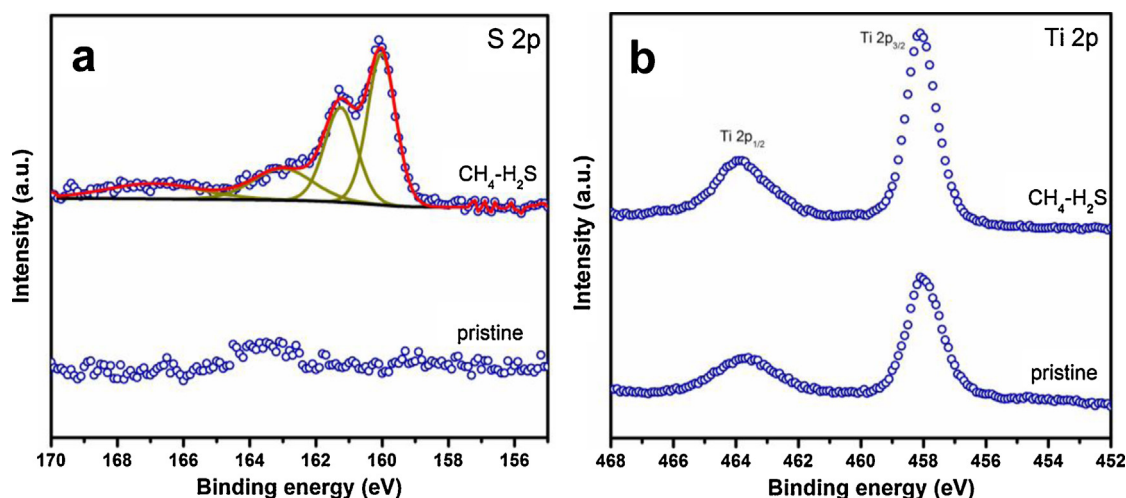 a
S 2p
CH₄-H₂S
pristine
Intensity (a.u.)
170 168 166 164 162 160 158 156
Binding energy (eV)
b
Ti 2p
Ti 2p₃/₂
Ti 2p₁/₂
CH₄-H₂S
pristine
Intensity (a.u.)
468 466 464 462 460 458 456 454 452
Binding energy (eV)